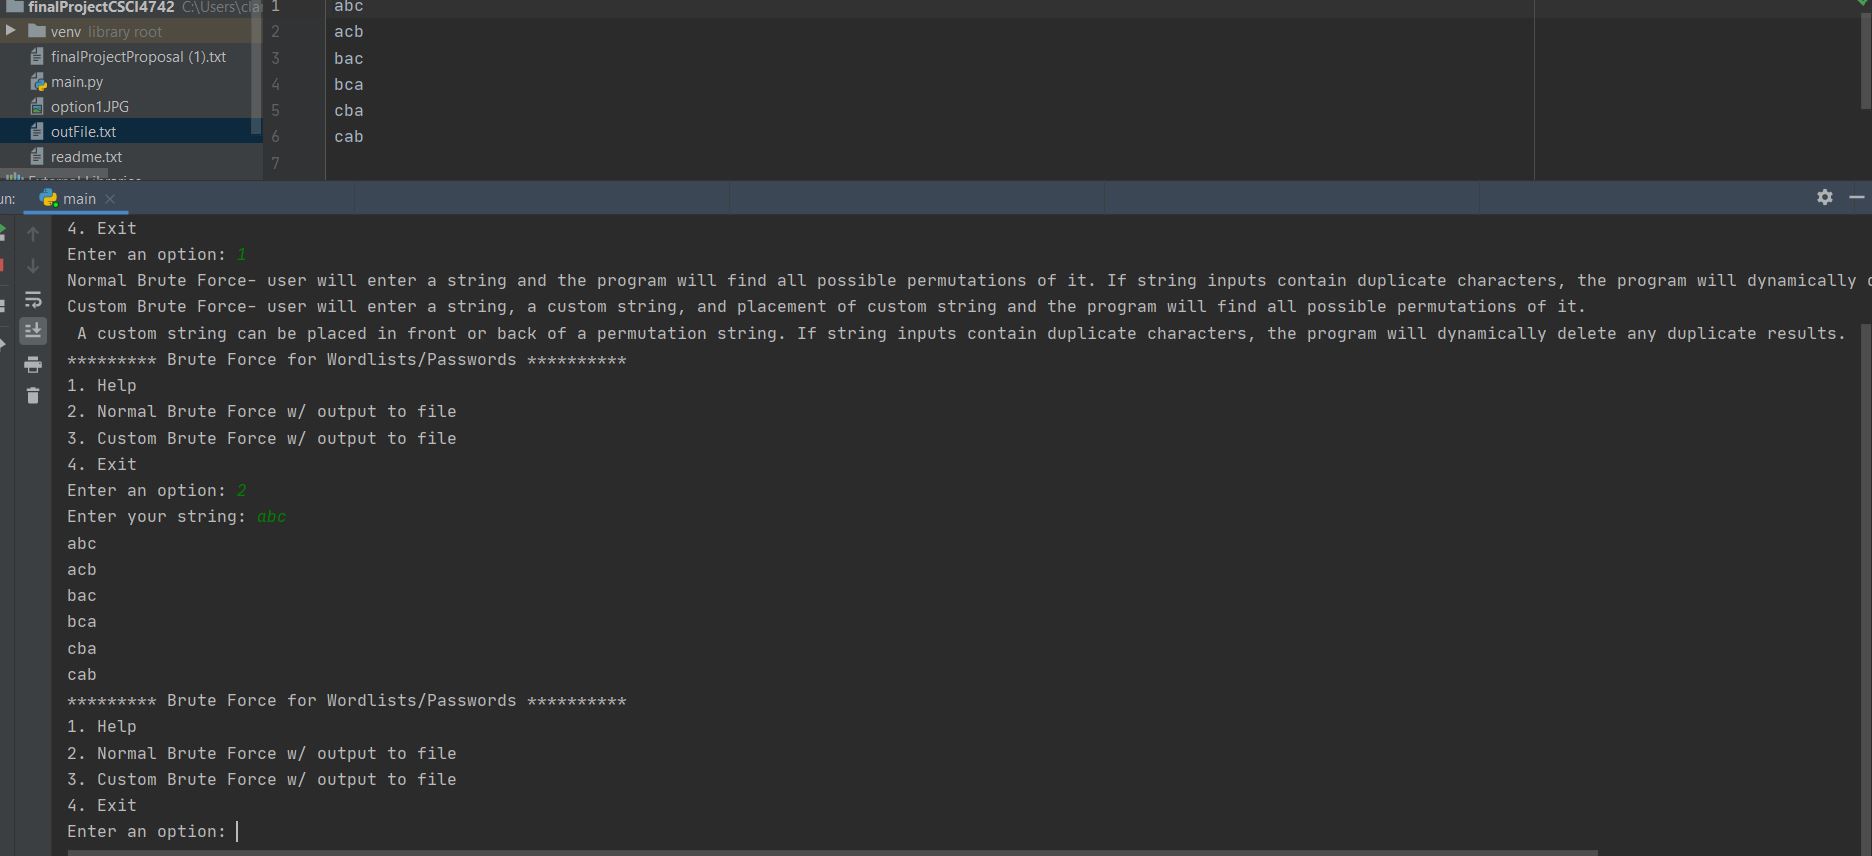 finalProjectCSCI4742 C:\Users\cla
venv library root
finalProjectProposal (1).txt
main.py
option1.JPG
outFile.txt
readme.txt
External Libraries
1 abc
2 acb
3 bac
4 bca
5 cba
6 cab
7
un: main
4. Exit
Enter an option: 1
Normal Brute Force- user will enter a string and the program will find all possible permutations of it. If string inputs contain duplicate characters, the program will dynamically
Custom Brute Force- user will enter a string, a custom string, and placement of custom string and the program will find all possible permutations of it.
A custom string can be placed in front or back of a permutation string. If string inputs contain duplicate characters, the program will dynamically delete any duplicate results.
********* Brute Force for Wordlists/Passwords **********
1. Help
2. Normal Brute Force w/ output to file
3. Custom Brute Force w/ output to file
4. Exit
Enter an option: 2
Enter your string: abc
abc
acb
bac
bca
cba
cab
********* Brute Force for Wordlists/Passwords **********
1. Help
2. Normal Brute Force w/ output to file
3. Custom Brute Force w/ output to file
4. Exit
Enter an option: